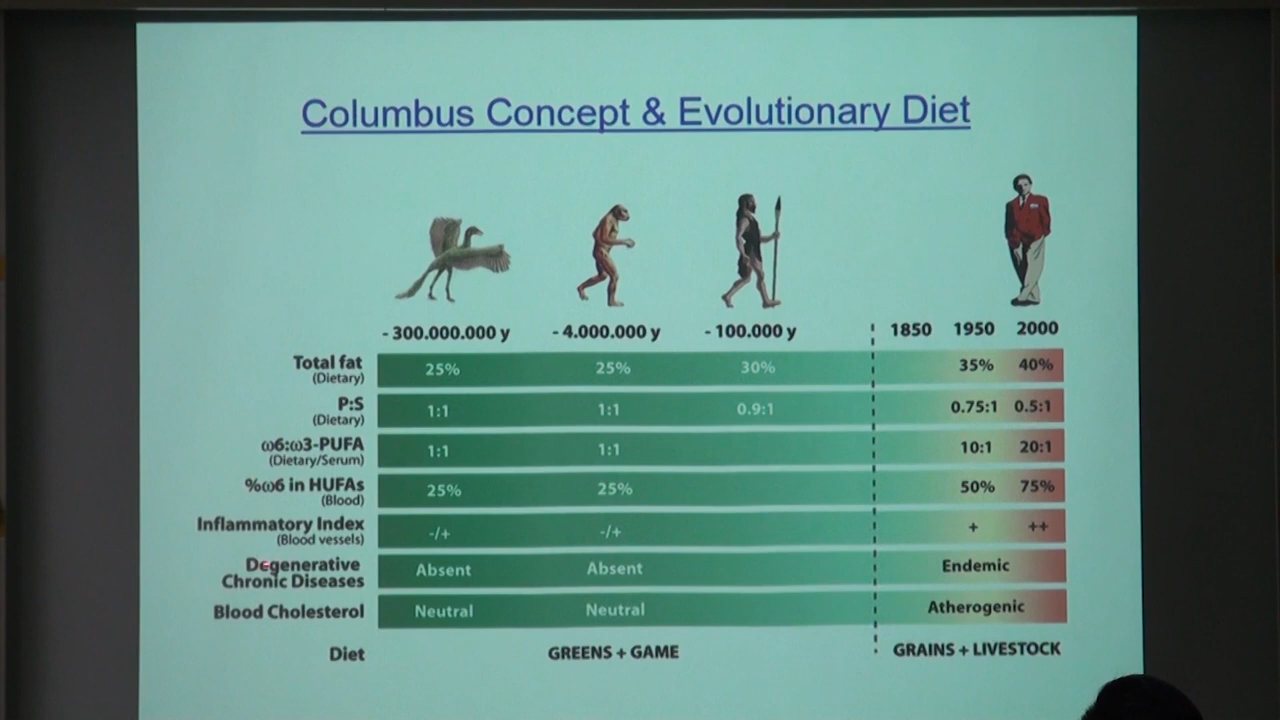 Columbus Concept & Evolutionary Diet
- 300.000.000 y - 4.000.000 y - 100.000 y 1850 1950 2000
Total fat 25% 25% 30% 35% 40%
(Dietary)
P:S 1:1 1:1 0.9:1 0.75:1 0.5:1
(Dietary)
ω6:ω3-PUFA 1:1 1:1 10:1 20:1
(Dietary/Serum)
%ω6 in HUFAs 25% 25% 50% 75%
(Blood)
Inflammatory Index -/+ -/+ + ++
(Blood vessels)
Degenerative
Chronic Diseases Absent Absent Endemic
Blood Cholesterol Neutral Neutral Atherogenic
Diet GREENS + GAME GRAINS + LIVESTOCK